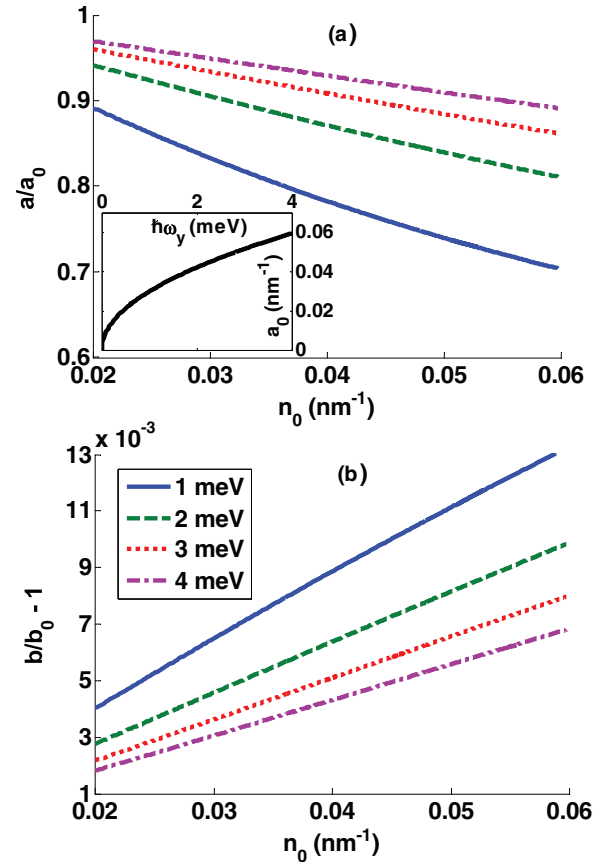 (a)
1
0.9
0.8
0.7
0.6
a/a0
0 2 4
ħωy (meV)
0.06
0.04
0.02
0
a0 (nm-1)
0.02 0.03 0.04 0.05 0.06
n0 (nm-1)
x 10-3
(b)
13
11
9
7
5
3
1
b/b0 - 1
1 meV
2 meV
3 meV
4 meV
0.02 0.03 0.04 0.05 0.06
n0 (nm-1)